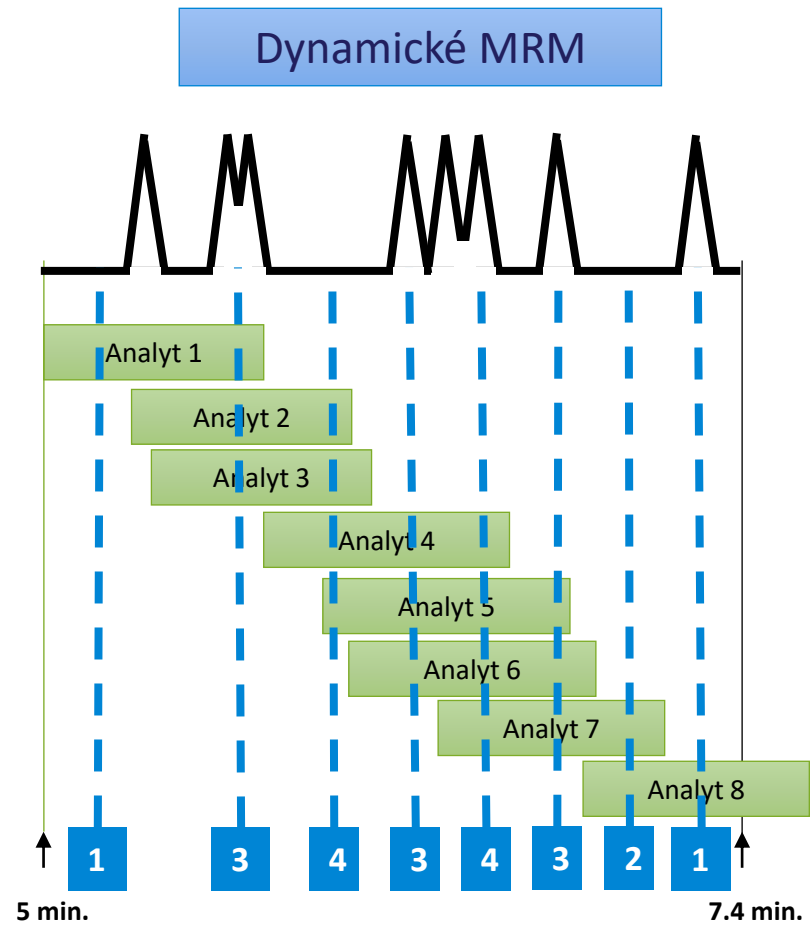 Dynamické MRM
Analyt 1
Analyt 2
Analyt 3
Analyt 4
Analyt 5
Analyt 6
Analyt 7
Analyt 8
1 3 4 3 4 3 2 1
5 min. 7.4 min.